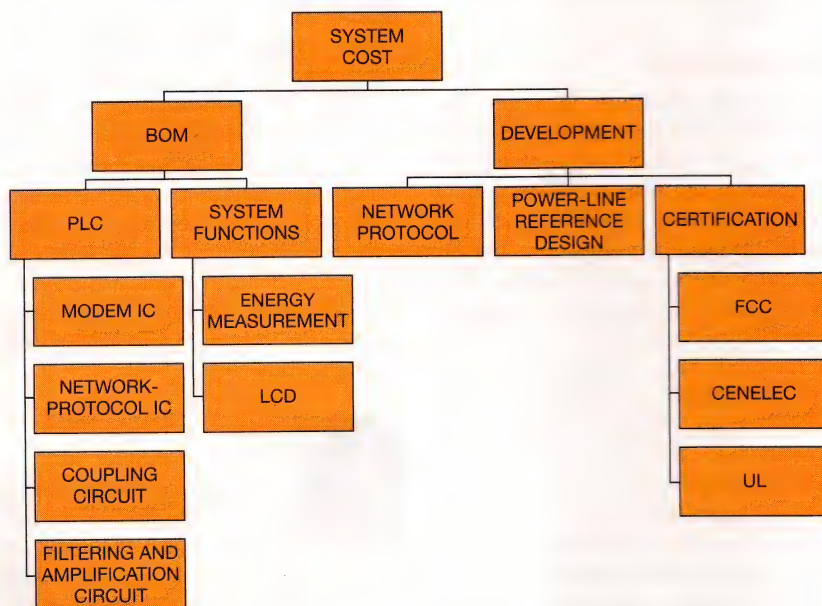 SYSTEM
COST
BOM
DEVELOPMENT
PLC
SYSTEM
FUNCTIONS
NETWORK
PROTOCOL
POWER-LINE
REFERENCE
DESIGN
CERTIFICATION
MODEM IC
ENERGY
MEASUREMENT
FCC
NETWORK-
PROTOCOL IC
LCD
CENELEC
COUPLING
CIRCUIT
UL
FILTERING AND
AMPLIFICATION
CIRCUIT